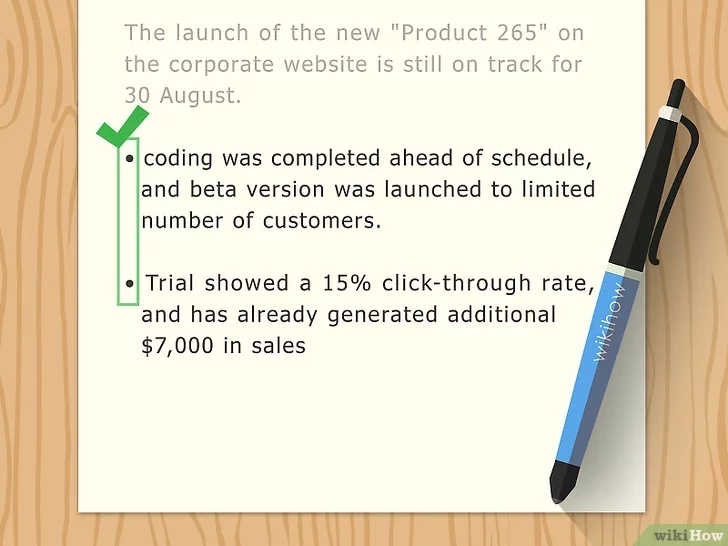 The launch of the new "Product 265" on
the corporate website is still on track for
30 August.
• coding was completed ahead of schedule,
and beta version was launched to limited
number of customers.
• Trial showed a 15% click-through rate,
and has already generated additional
$7,000 in sales
wikihow
wikiHow